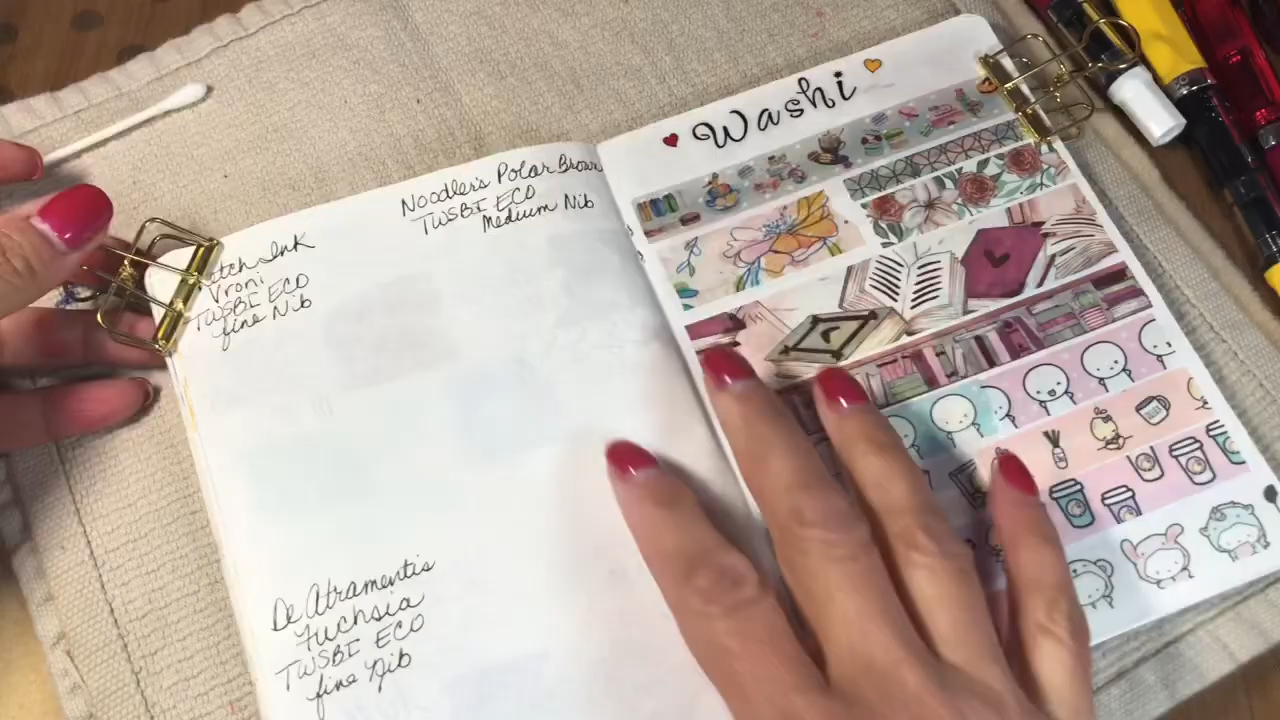 Noodler's Polar Brown
TWSBI ECO
Medium Nib
Ink
Vroni
TWSBI ECO
fine Nib
De Atramentis
Fuchsia
TWSBI ECO
fine Nib
Washi